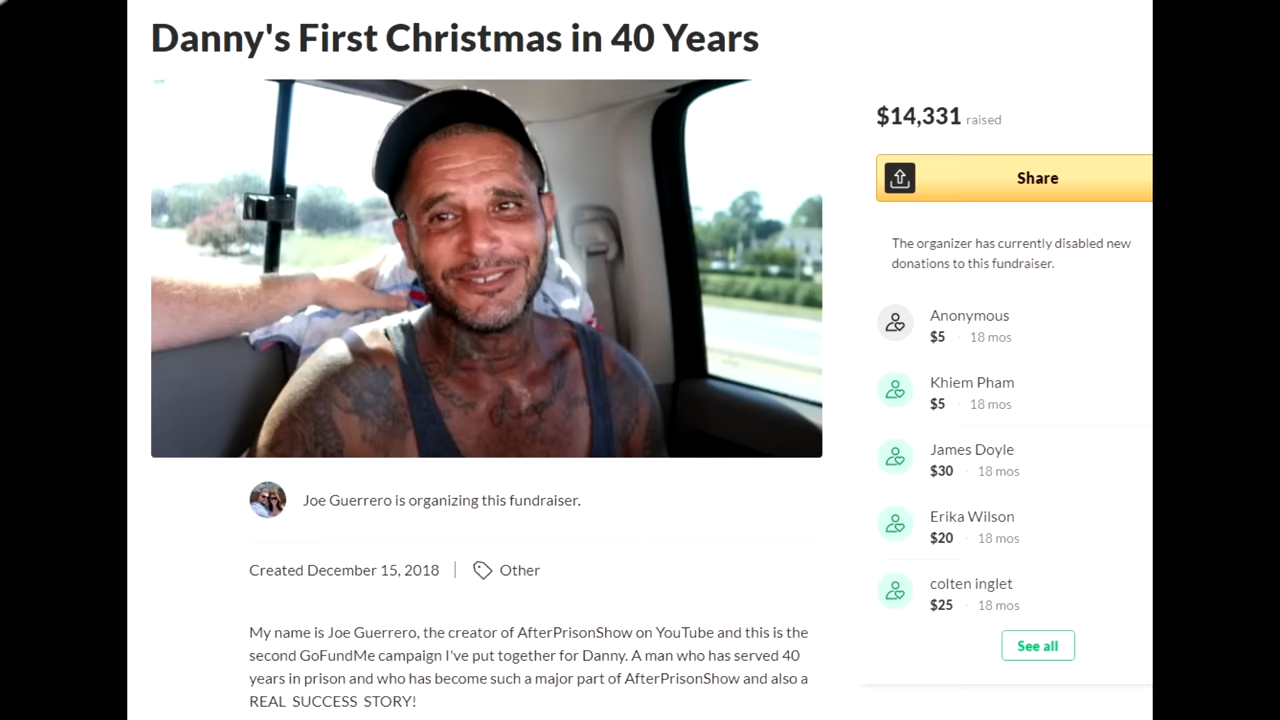 Danny's First Christmas in 40 Years
$14,331 raised
Share
The organizer has currently disabled new
donations to this fundraiser.
Anonymous
$5 · 18 mos
Khiem Pham
$5 · 18 mos
James Doyle
$30 · 18 mos
Erika Wilson
$20 · 18 mos
colten inglet
$25 · 18 mos
See all
Joe Guerrero is organizing this fundraiser.
Created December 15, 2018 | Other
My name is Joe Guerrero, the creator of AfterPrisonShow on YouTube and this is the
second GoFundMe campaign I've put together for Danny. A man who has served 40
years in prison and who has become such a major part of AfterPrisonShow and also a
REAL SUCCESS STORY!